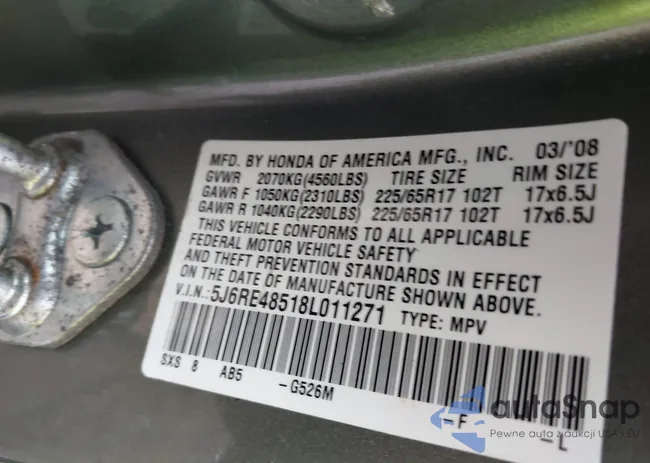 MFD. BY HONDA OF AMERICA MFG., INC. 03/'08
GVWR 2070KG(4560LBS) TIRE SIZE RIM SIZE
GAWR F 1050KG(2310LBS) 225/65R17 102T 17x6.5J
GAWR R 1040KG(2290LBS) 225/65R17 102T 17x6.5J
THIS VEHICLE CONFORMS TO ALL APPLICABLE
FEDERAL MOTOR VEHICLE SAFETY
AND THEFT PREVENTION STANDARDS IN EFFECT
ON THE DATE OF MANUFACTURE SHOWN ABOVE.
V.I.N.:5J6RE48518L011271 TYPE: MPV
SXS 8 AB5 -G526M -F -L
autoSnap
Pewne auta z aukcji USA - EU